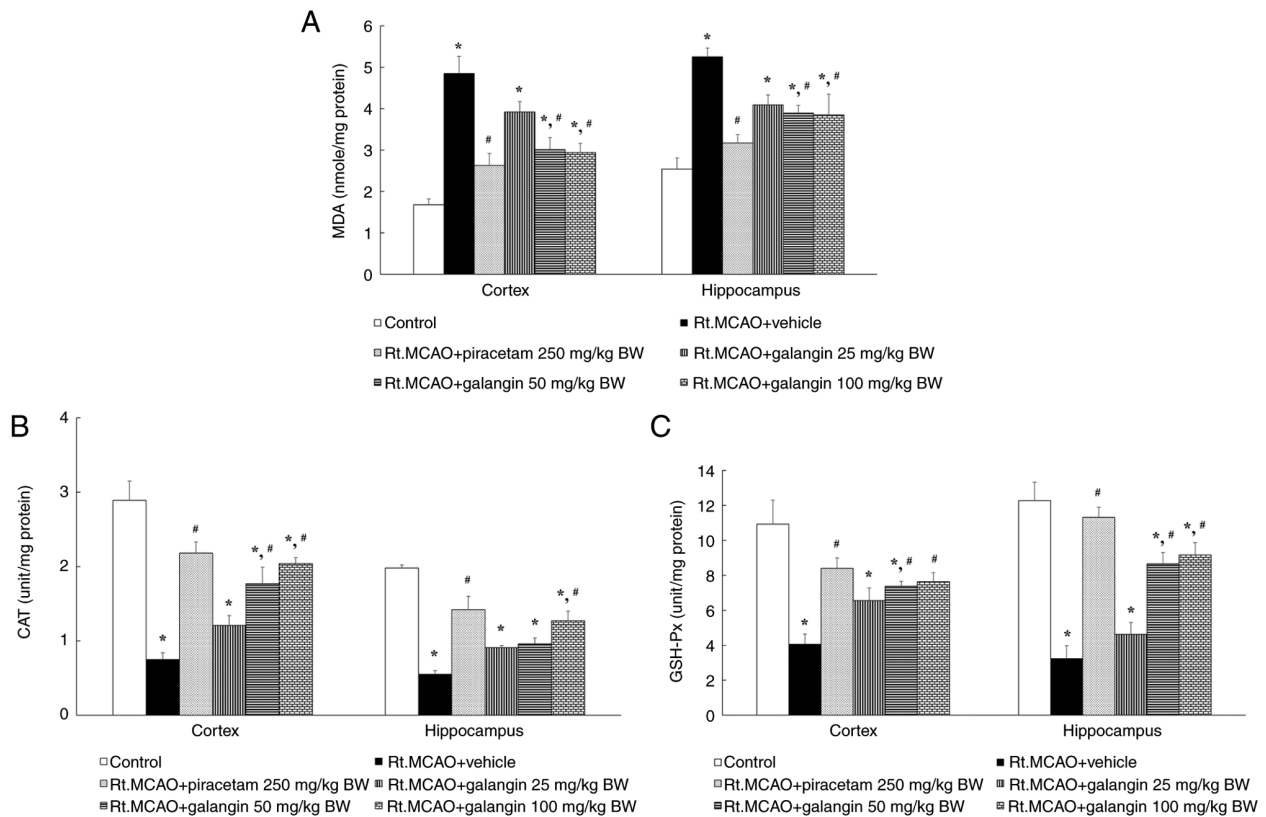 A
6
5
4
3
2
1
0
MDA (nmole/mg protein)
*
*
#
#
*
*
*, #
*, #
*, #
*, #
Cortex Hippocampus
Control Rt.MCAO+vehicle
Rt.MCAO+piracetam 250 mg/kg BW Rt.MCAO+galangin 25 mg/kg BW
Rt.MCAO+galangin 50 mg/kg BW Rt.MCAO+galangin 100 mg/kg BW
B
4
3
2
1
0
CAT (unit/mg protein)
*
#
*
*, #
*, #
*
#
*
*
*, #
Cortex Hippocampus
Control Rt.MCAO+vehicle
Rt.MCAO+piracetam 250 mg/kg BW Rt.MCAO+galangin 25 mg/kg BW
Rt.MCAO+galangin 50 mg/kg BW Rt.MCAO+galangin 100 mg/kg BW
C
14
12
10
8
6
4
2
0
GSH-Px (unit/mg protein)
*
#
*
*, #
#
*
#
*
*, #
*, #
Cortex Hippocampus
Control Rt.MCAO+vehicle
Rt.MCAO+piracetam 250 mg/kg BW Rt.MCAO+galangin 25 mg/kg BW
Rt.MCAO+galangin 50 mg/kg BW Rt.MCAO+galangin 100 mg/kg BW